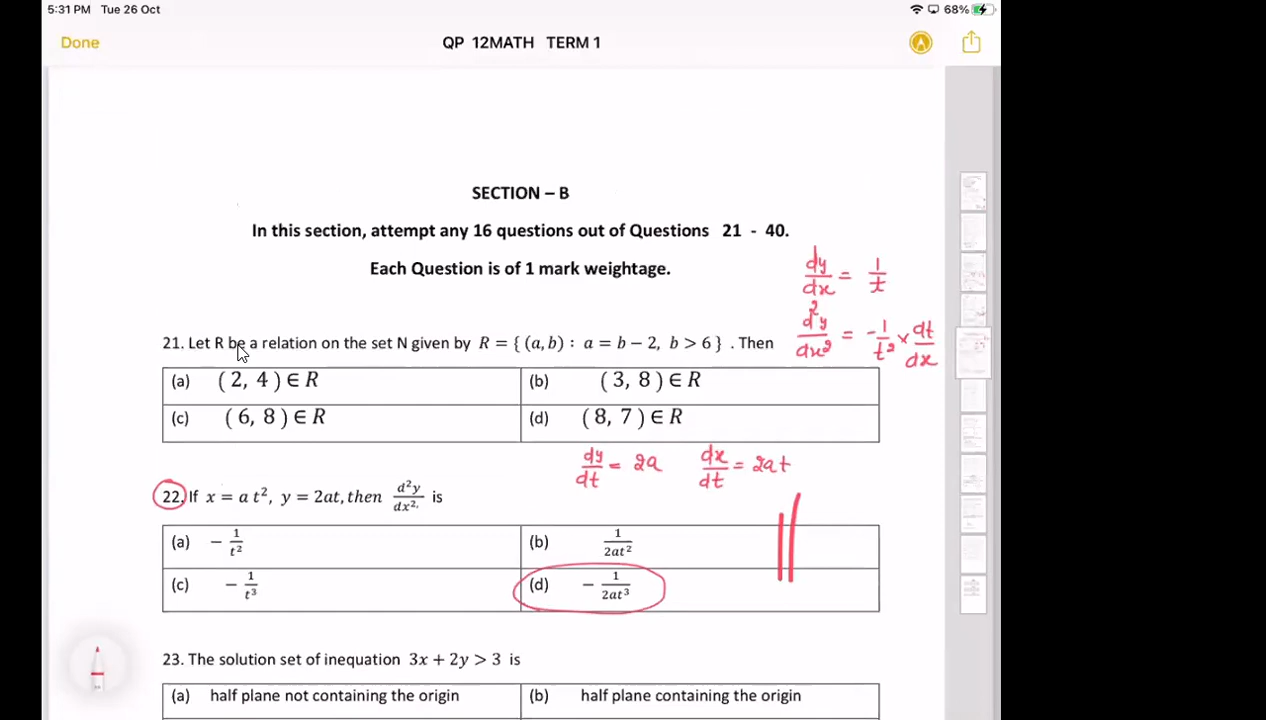 5:31 PM Tue 26 Oct
68%
Done
QP 12MATH TERM 1
SECTION – B
In this section, attempt any 16 questions out of Questions 21 - 40.
Each Question is of 1 mark weightage.
dy/dx = 1/t
d²y/dx² = -1/t² × dt/dx
21. Let R be a relation on the set N given by R = { (a, b) : a = b − 2, b > 6 } . Then
(a) ( 2, 4 ) ∈ R (b) ( 3, 8 ) ∈ R
(c) ( 6, 8 ) ∈ R (d) ( 8, 7 ) ∈ R
dy/dt = 2a dx/dt = 2at
22. If x = a t², y = 2at, then d²y/dx². is
(a) − 1/t² (b) 1/2at²
(c) − 1/t³ (d) − 1/2at³
23. The solution set of inequation 3x + 2y > 3 is
(a) half plane not containing the origin (b) half plane containing the origin